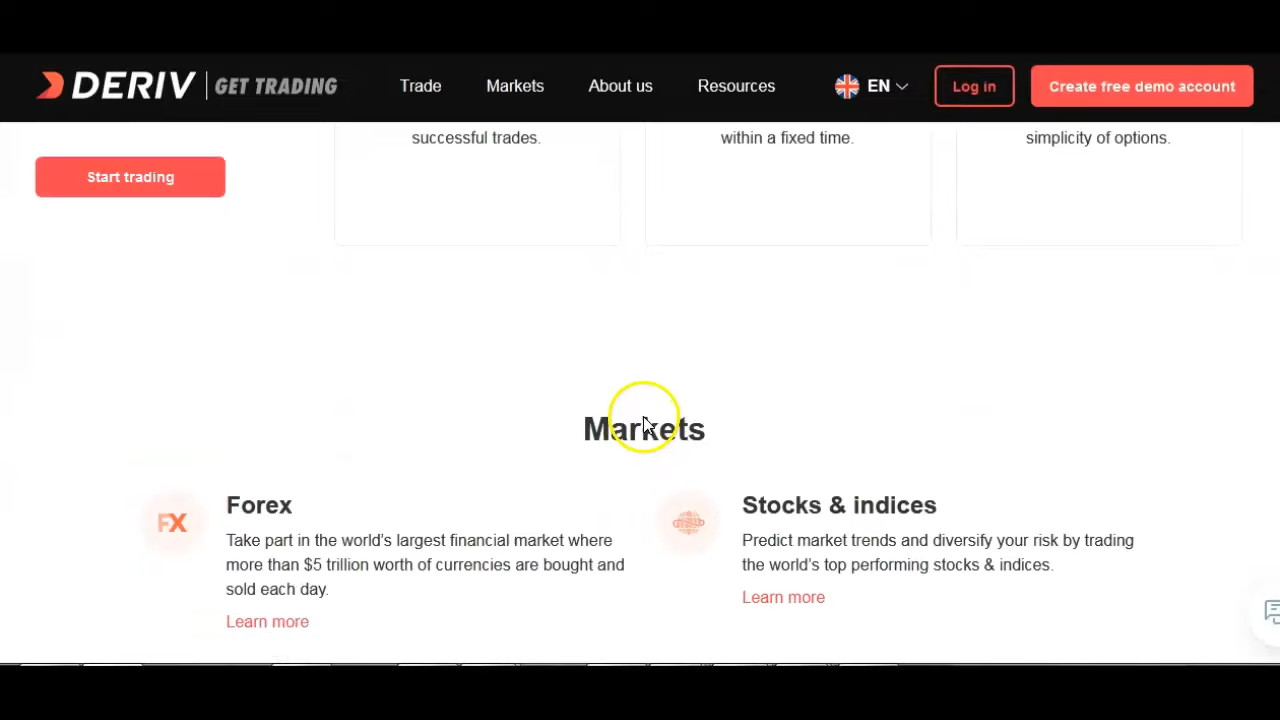 DERIV | GET TRADING
Trade
Markets
About us
Resources
EN
Log in
Create free demo account
successful trades.
within a fixed time.
simplicity of options.
Start trading
Markets
FX
Forex
Take part in the world's largest financial market where
more than $5 trillion worth of currencies are bought and
sold each day.
Learn more
Stocks & indices
Predict market trends and diversify your risk by trading
the world's top performing stocks & indices.
Learn more